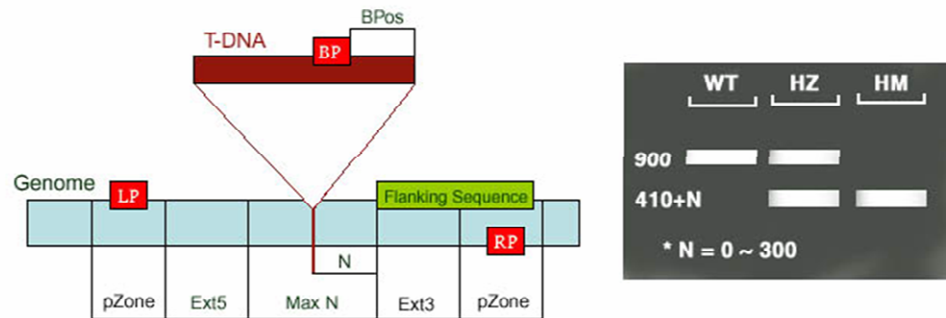 BPos
T-DNA
BP
Genome
LP
Flanking Sequence
RP
N
pZone Ext5 Max N Ext3 pZone
WT HZ HM
900
410+N
* N = 0 ~ 300